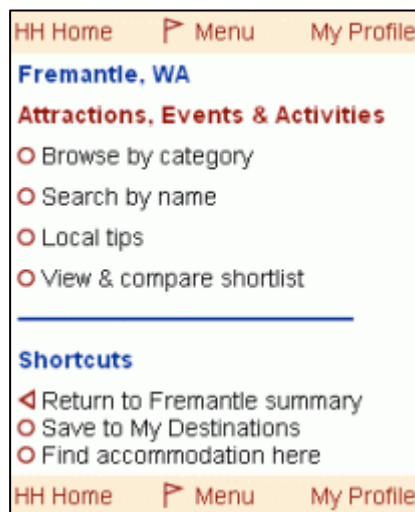 HH Home Menu My Profile
Fremantle, WA
Attractions, Events & Activities
Browse by category
Search by name
Local tips
View & compare shortlist
Shortcuts
Return to Fremantle summary
Save to My Destinations
Find accommodation here
HH Home Menu My Profile